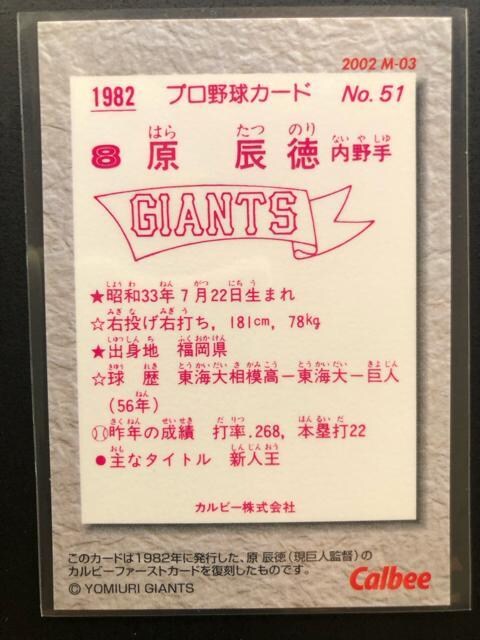 2002 M-03
1982 プロ野球カード No. 51
はら たつ のり ない や しゅ
8 原 辰徳 内野手
GIANTS
しょう わ ねん がつ にち う
★昭和33年7月22日生まれ
みぎ な みぎ う
☆右投げ右打ち, 181cm, 78kg
しゅっしん ち ふくおかけん
★出身地 福岡県
きゅう れき とうかいだい さがみこう とうかいだい きょじん
☆球 歴 東海大相模高－東海大－巨人
ねん
(56年)
さくねん せいせき だ りつ ほんるい だ
昨年の成績 打率.268, 本塁打22
おも しんじんおう
●主なタイトル 新人王
カルビー株式会社
このカードは1982年に発行した、原 辰徳（現巨人監督）の
カルビーファーストカードを復刻したものです。
Ⓒ YOMIURI GIANTS
Calbee